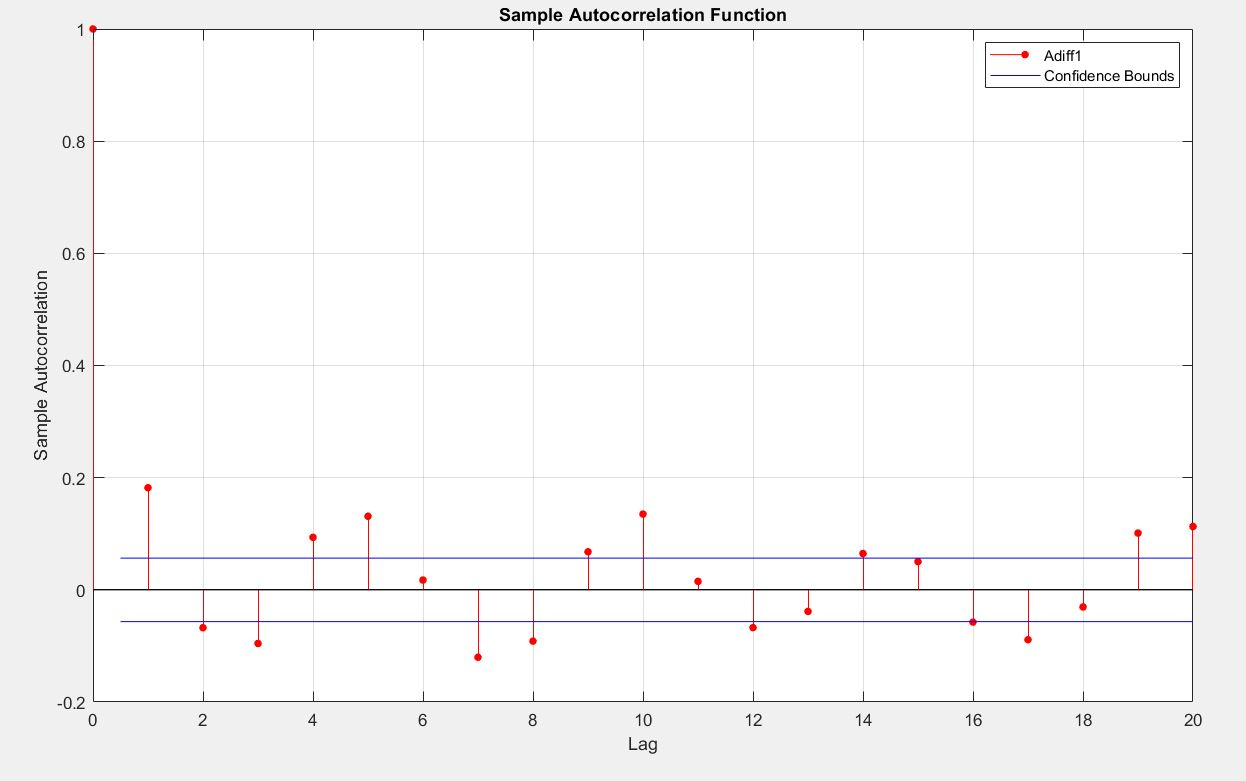 Sample Autocorrelation Function
Adiff1
Confidence Bounds
1
0.8
0.6
0.4
0.2
0
-0.2
Sample Autocorrelation
0 2 4 6 8 10 12 14 16 18 20
Lag